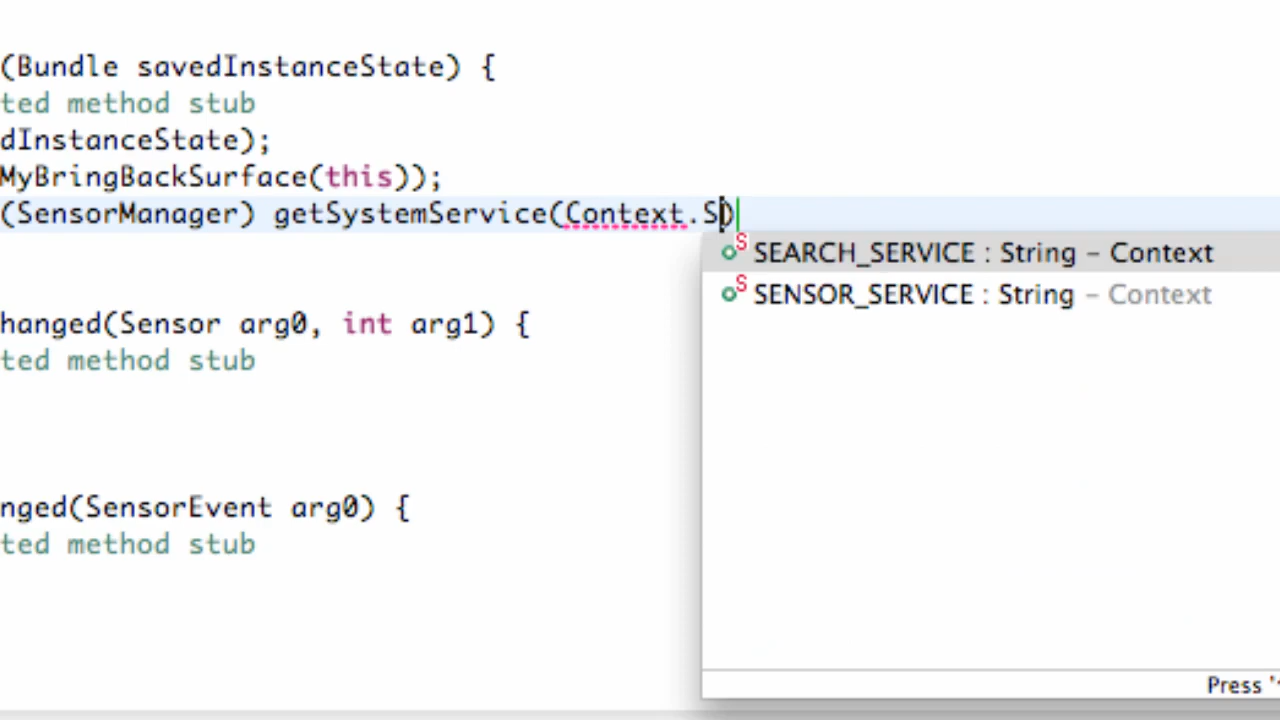 (Bundle savedInstanceState) {
ted method stub
dInstanceState);
MyBringBackSurface(this));
(SensorManager) getSystemService(Context.S)
SEARCH_SERVICE : String – Context
SENSOR_SERVICE : String – Context
hanged(Sensor arg0, int arg1) {
ted method stub
nged(SensorEvent arg0) {
ted method stub
Press '^